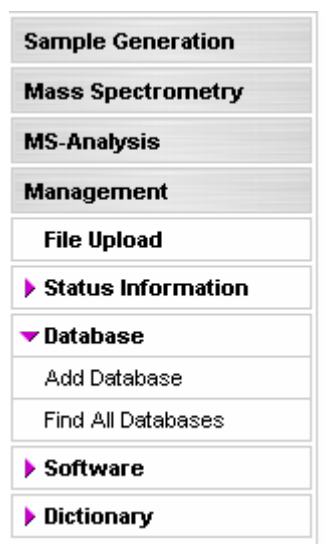 Sample Generation
Mass Spectrometry
MS-Analysis
Management
File Upload
Status Information
Database
Add Database
Find All Databases
Software
Dictionary